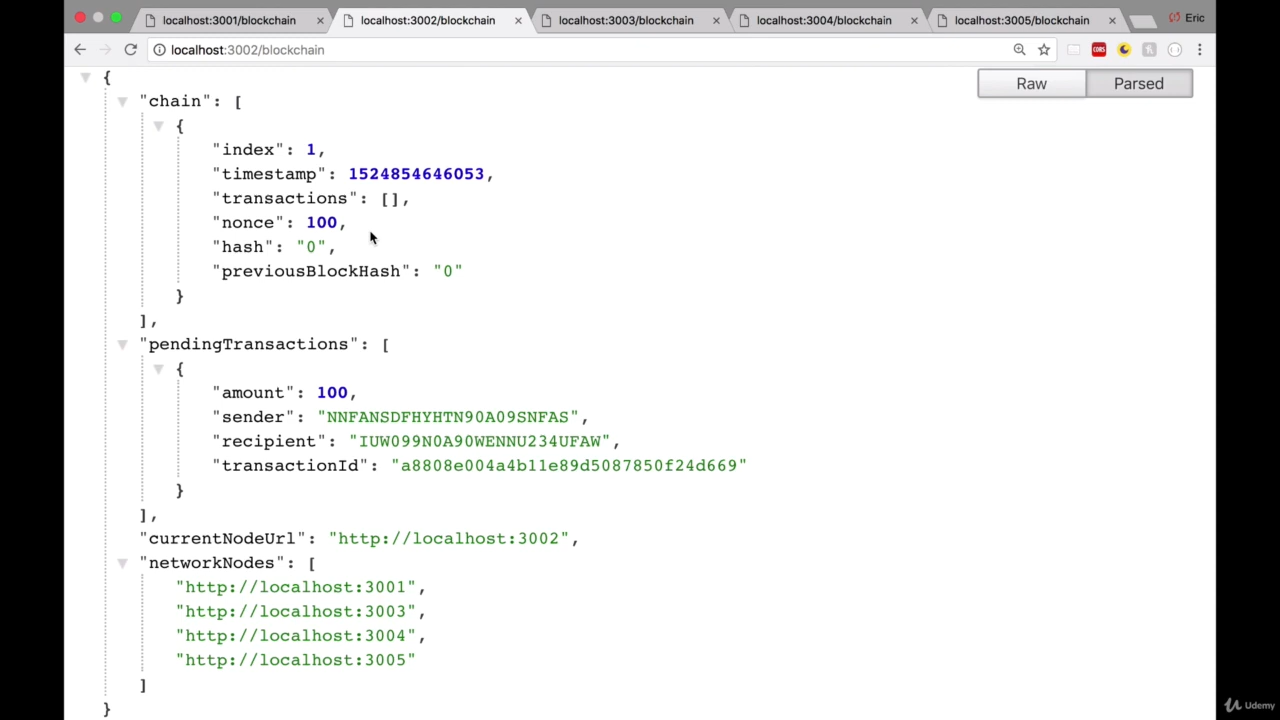 localhost:3001/blockchain
localhost:3002/blockchain
localhost:3003/blockchain
localhost:3004/blockchain
localhost:3005/blockchain
Eric
localhost:3002/blockchain
CORS
Raw
Parsed
{
"chain": [
{
"index": 1,
"timestamp": 1524854646053,
"transactions": [],
"nonce": 100,
"hash": "0",
"previousBlockHash": "0"
}
],
"pendingTransactions": [
{
"amount": 100,
"sender": "NNFANSDFHYHTN90A09SNFAS",
"recipient": "IUW099N0A90WENNU234UFAW",
"transactionId": "a8808e004a4b11e89d5087850f24d669"
}
],
"currentNodeUrl": "http://localhost:3002",
"networkNodes": [
"http://localhost:3001",
"http://localhost:3003",
"http://localhost:3004",
"http://localhost:3005"
]
}
Udemy